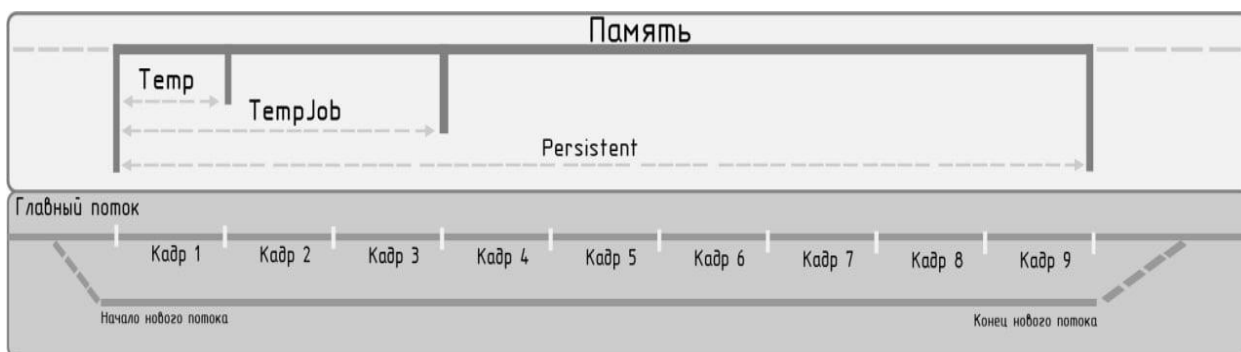 Память
Temp
TempJob
Persistent
Главный поток
Кадр 1 Кадр 2 Кадр 3 Кадр 4 Кадр 5 Кадр 6 Кадр 7 Кадр 8 Кадр 9
Начало нового потока Конец нового потока